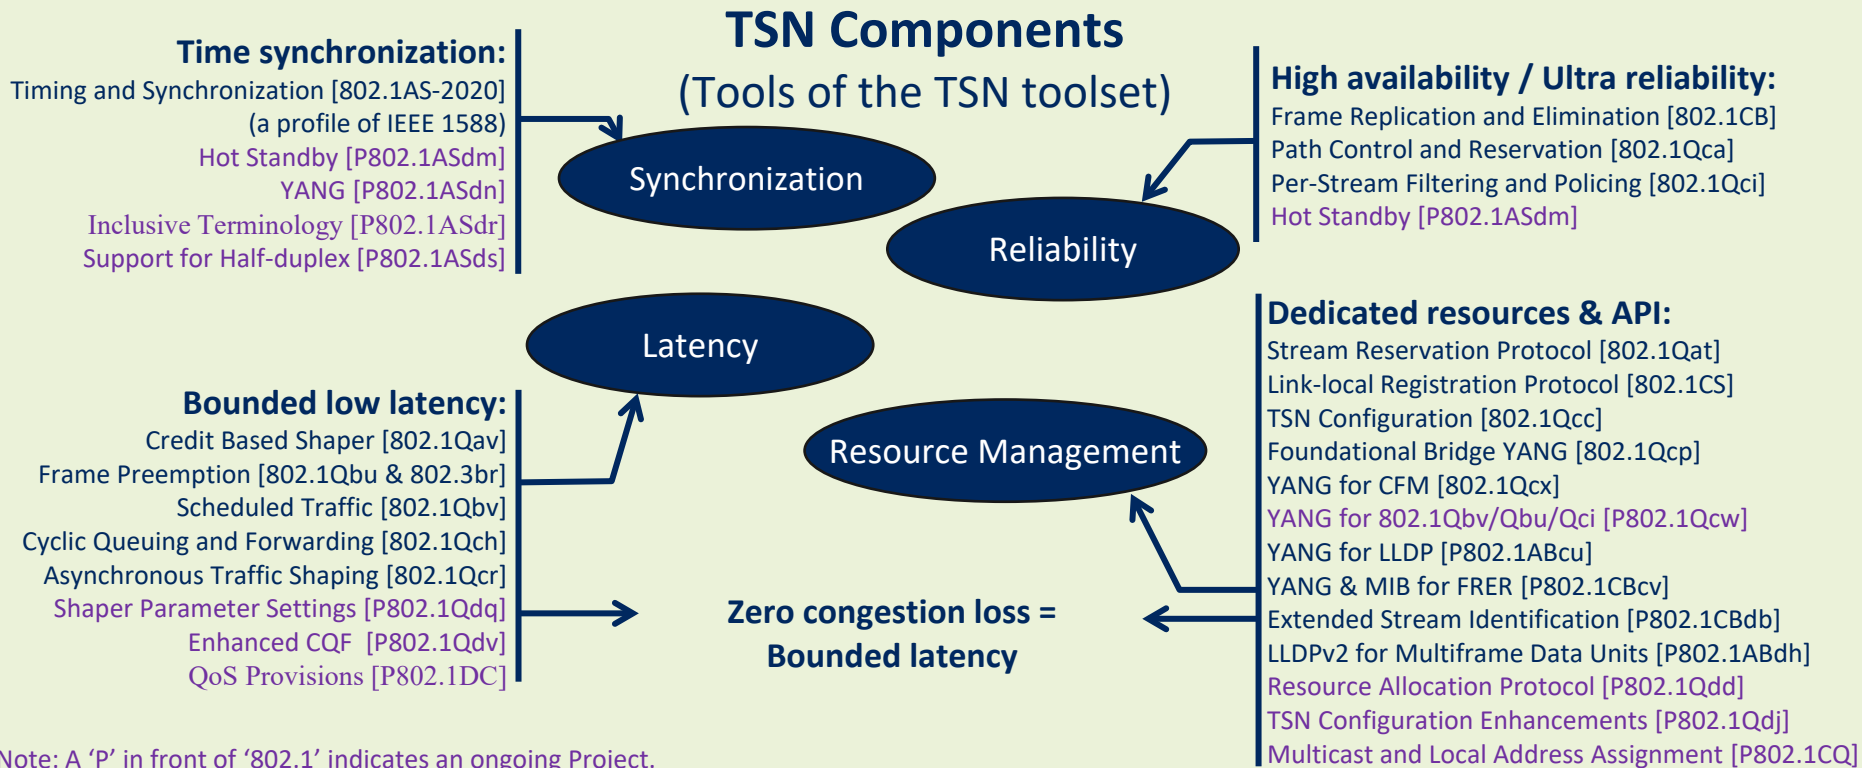 TSN Components
(Tools of the TSN toolset)
Time synchronization:
Timing and Synchronization [802.1AS-2020]
(a profile of IEEE 1588)
Hot Standby [P802.1ASdm]
YANG [P802.1ASdn]
Inclusive Terminology [P802.1ASdr]
Support for Half-duplex [P802.1ASds]
High availability / Ultra reliability:
Frame Replication and Elimination [802.1CB]
Path Control and Reservation [802.1Qca]
Per-Stream Filtering and Policing [802.1Qci]
Hot Standby [P802.1ASdm]
Synchronization
Reliability
Latency
Resource Management
Bounded low latency:
Credit Based Shaper [802.1Qav]
Frame Preemption [802.1Qbu & 802.3br]
Scheduled Traffic [802.1Qbv]
Cyclic Queuing and Forwarding [802.1Qch]
Asynchronous Traffic Shaping [802.1Qcr]
Shaper Parameter Settings [P802.1Qdq]
Enhanced CQF [P802.1Qdv]
QoS Provisions [P802.1DC]
Zero congestion loss =
Bounded latency
Dedicated resources & API:
Stream Reservation Protocol [802.1Qat]
Link-local Registration Protocol [802.1CS]
TSN Configuration [802.1Qcc]
Foundational Bridge YANG [802.1Qcp]
YANG for CFM [802.1Qcx]
YANG for 802.1Qbv/Qbu/Qci [P802.1Qcw]
YANG for LLDP [P802.1ABcu]
YANG & MIB for FRER [P802.1CBcv]
Extended Stream Identification [P802.1CBdb]
LLDPv2 for Multiframe Data Units [P802.1ABdh]
Resource Allocation Protocol [P802.1Qdd]
TSN Configuration Enhancements [P802.1Qdj]
Multicast and Local Address Assignment [P802.1CQ]
Note: A ‘P’ in front of ‘802.1’ indicates an ongoing Project.